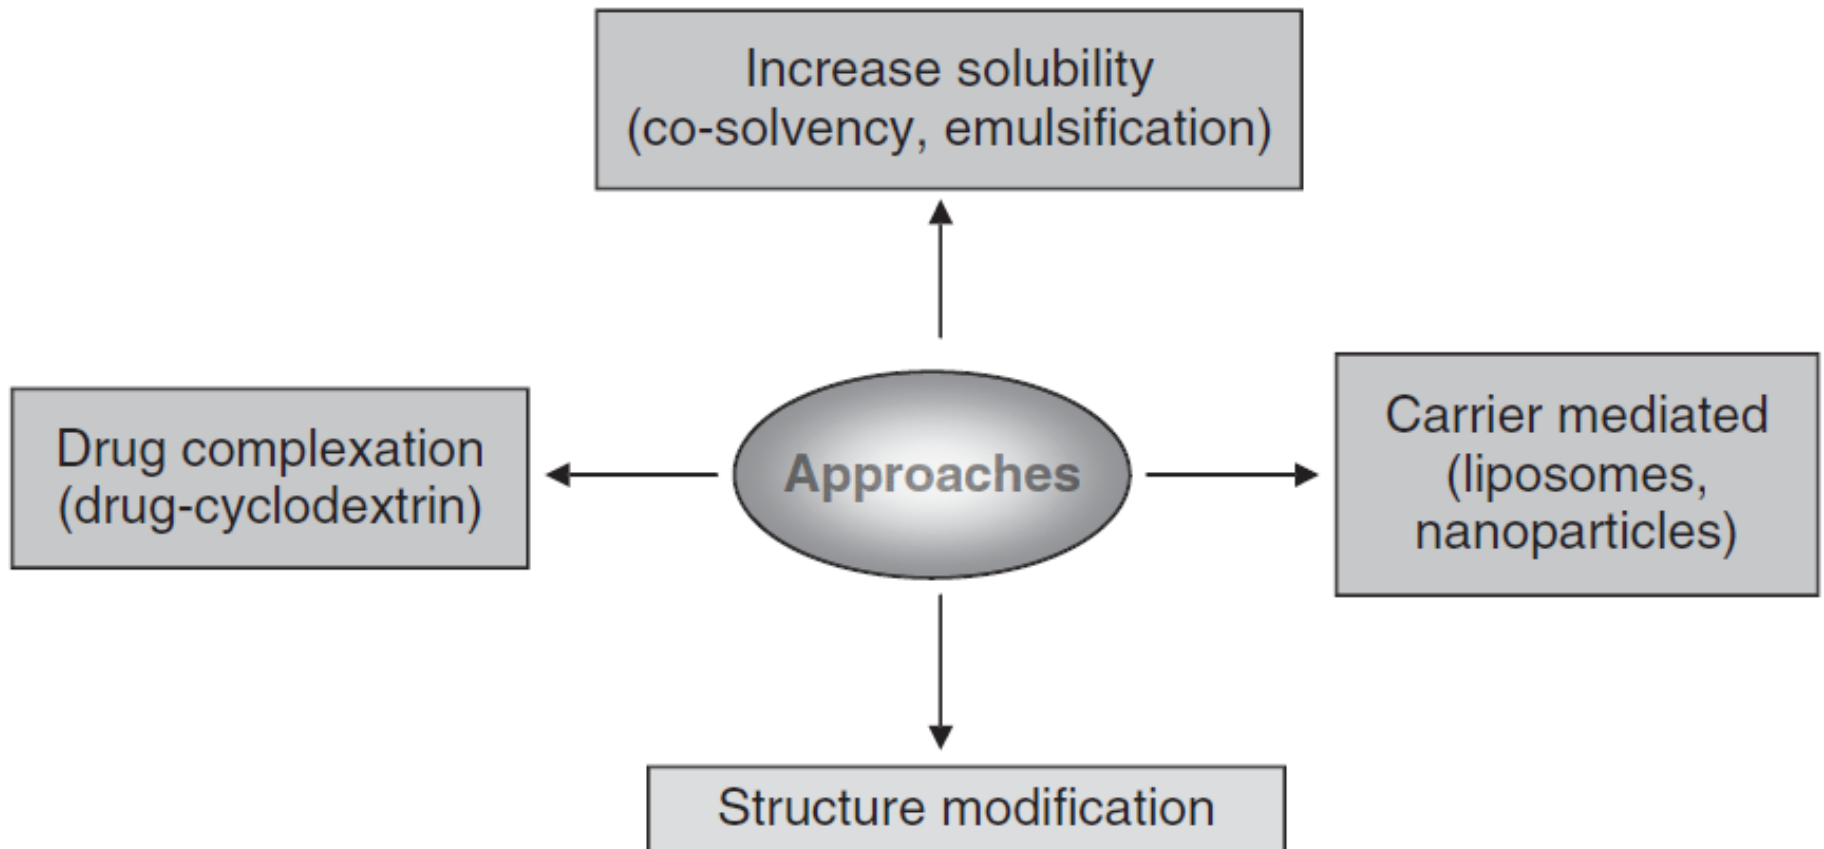 Increase solubility
(co-solvency, emulsification)
Drug complexation
(drug-cyclodextrin)
Approaches
Carrier mediated
(liposomes,
nanoparticles)
Structure modification